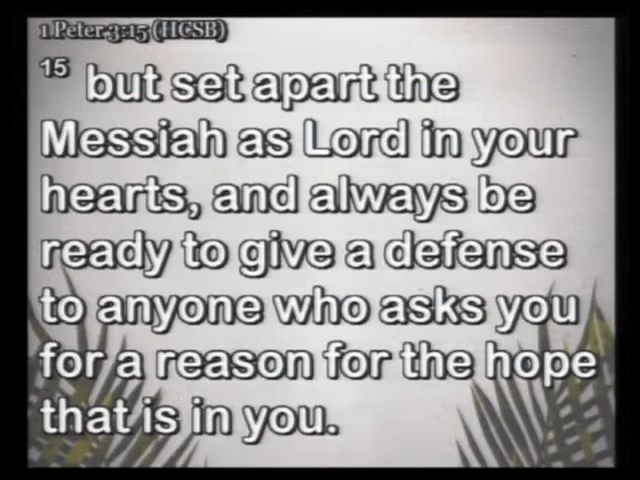 1 Peter 3:15 (HCSB)
15 but set apart the
Messiah as Lord in your
hearts, and always be
ready to give a defense
to anyone who asks you
for a reason for the hope
that is in you.